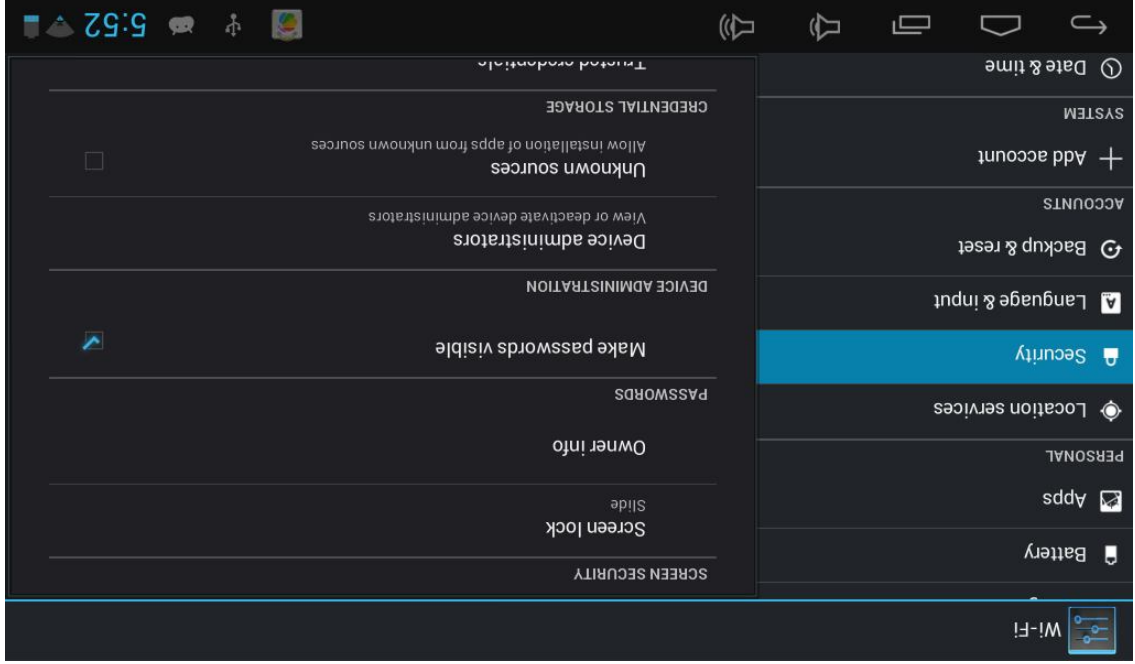 Wi-Fi
Battery
Apps
PERSONAL
Location services
Security
Language & input
Backup & reset
ACCOUNTS
Add account
SYSTEM
Date & time
SCREEN SECURITY
Screen lock
Slide
Owner info
PASSWORDS
Make passwords visible
DEVICE ADMINISTRATION
Device administrators
View or deactivate device administrators
Unknown sources
Allow installation of apps from unknown sources
CREDENTIAL STORAGE
Trusted credentials
5:52